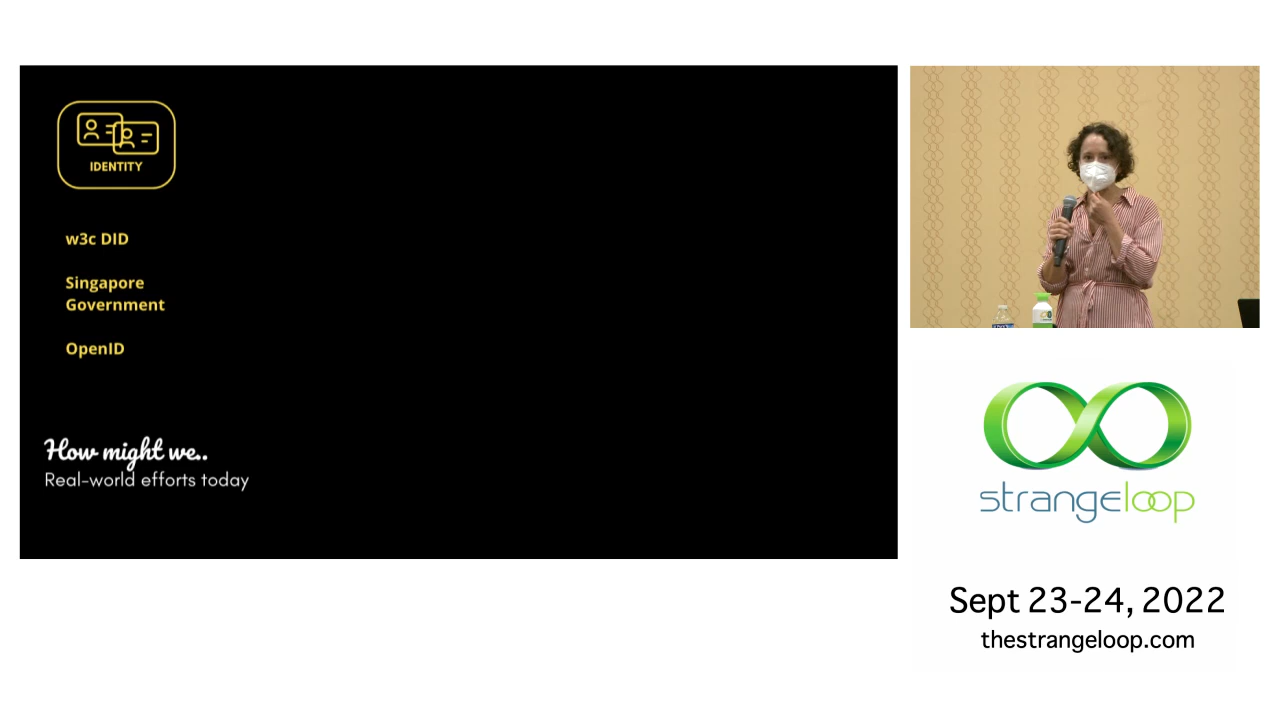 IDENTITY
w3c DID
Singapore
Government
OpenID
How might we..
Real-world efforts today
strangeloop
Sept 23-24, 2022
thestrangeloop.com